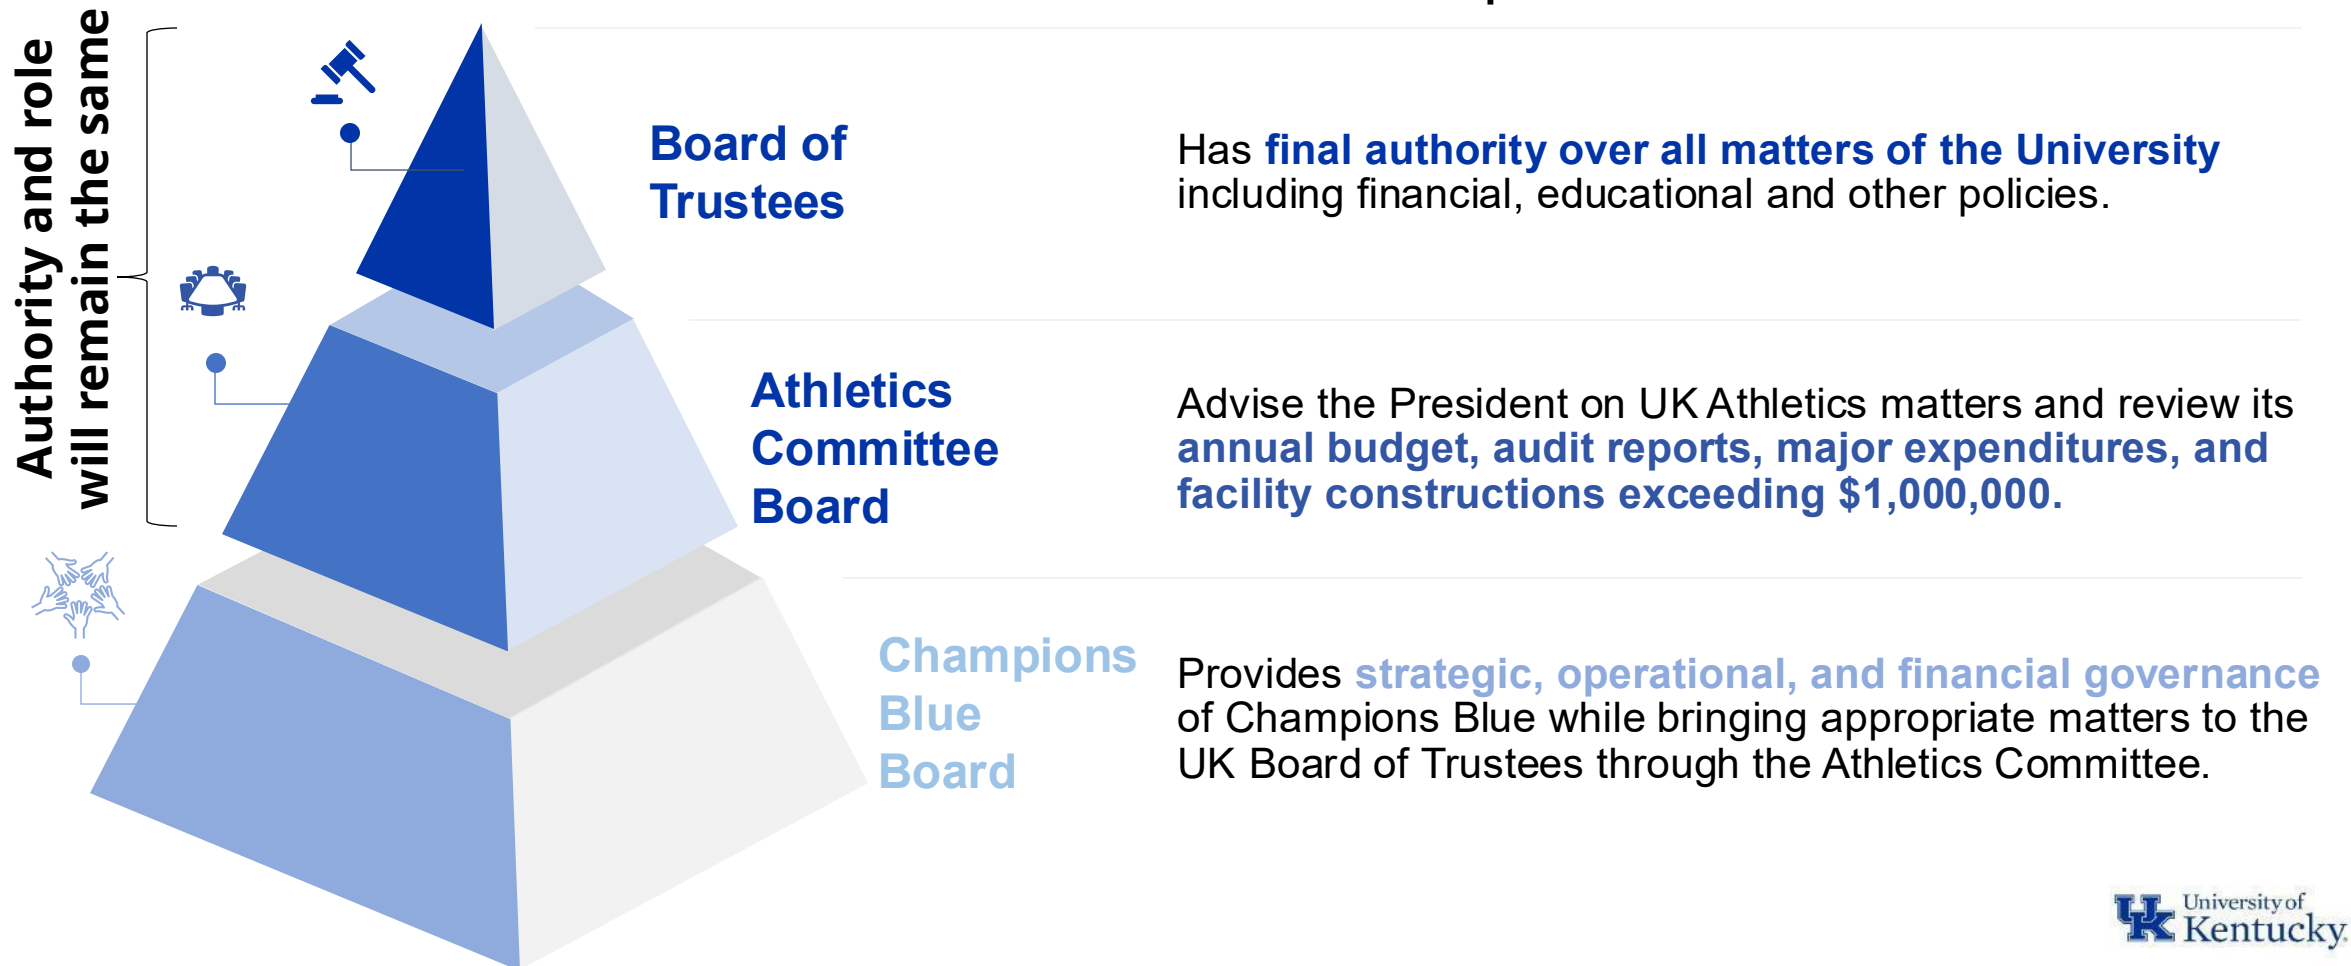 Authority and role
will remain the same
Board of
Trustees
Has final authority over all matters of the University
including financial, educational and other policies.
Athletics
Committee
Board
Advise the President on UK Athletics matters and review its
annual budget, audit reports, major expenditures, and
facility constructions exceeding $1,000,000.
Champions
Blue
Board
Provides strategic, operational, and financial governance
of Champions Blue while bringing appropriate matters to the
UK Board of Trustees through the Athletics Committee.
UK University of
Kentucky.